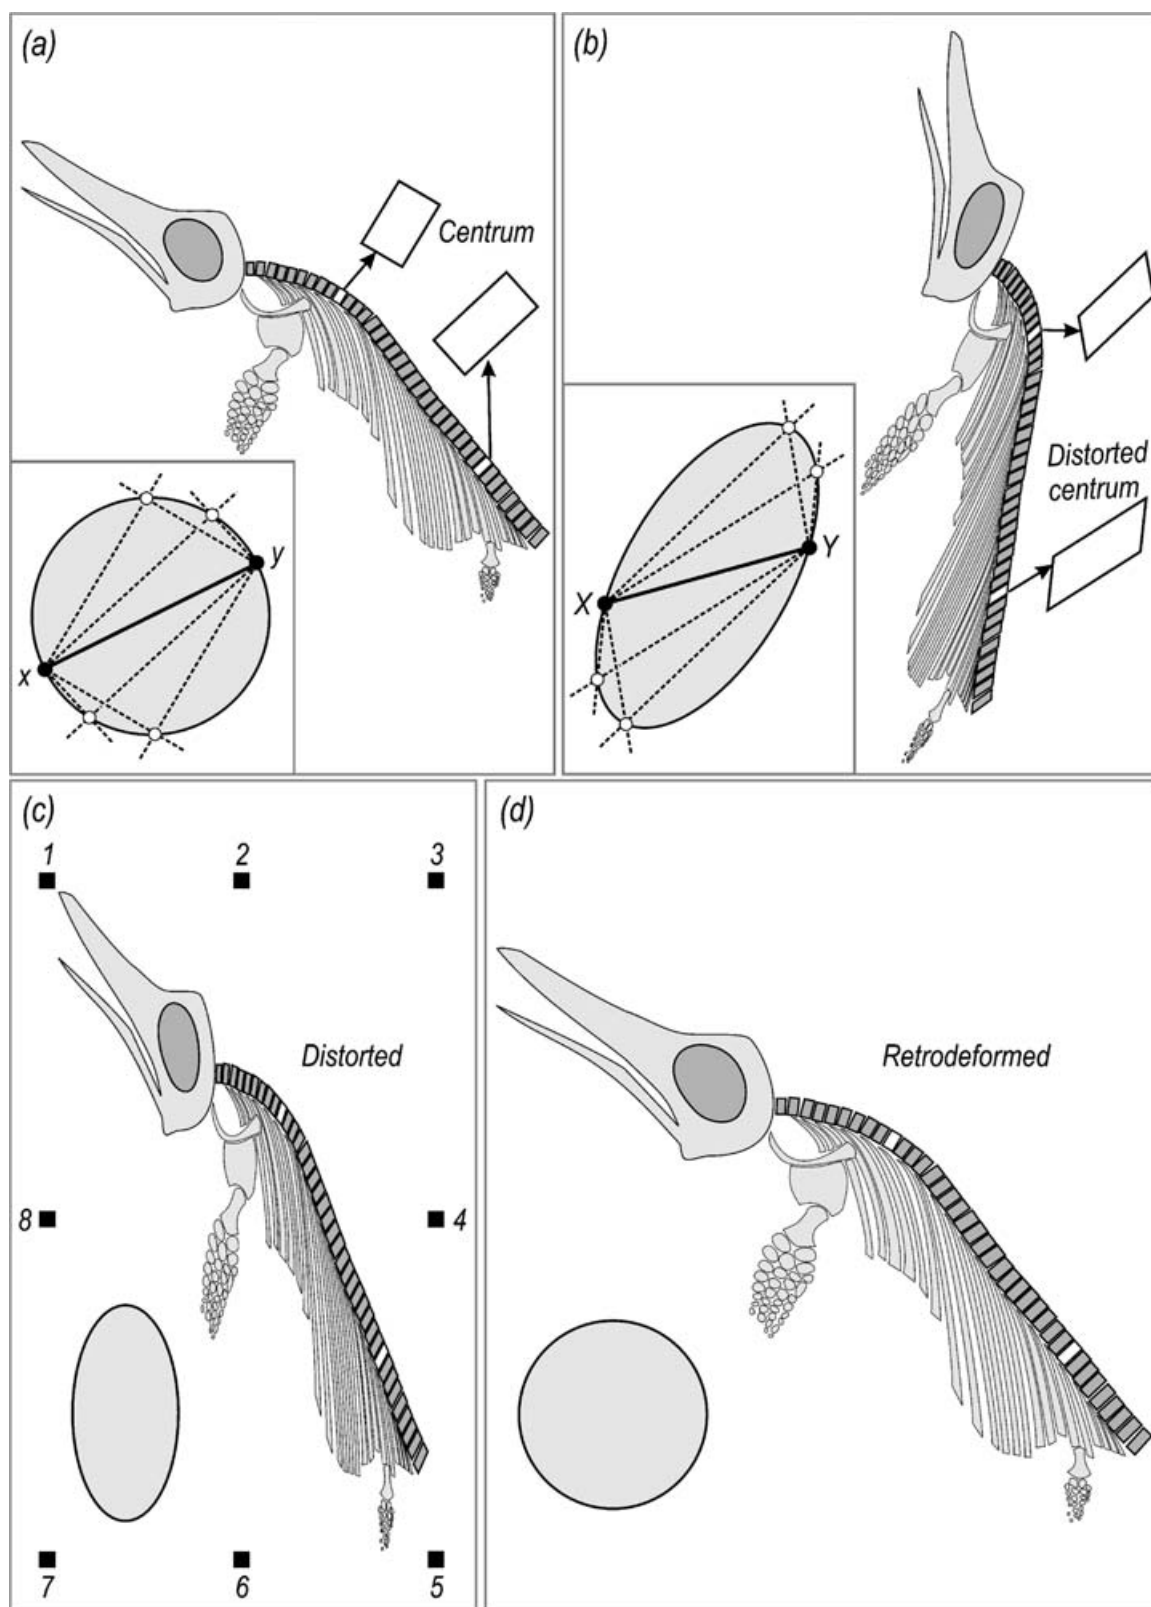 (a)
Centrum
y
x
(b)
Distorted
centrum
X
Y
(c)
1
2
3
Distorted
8
4
7
6
5
(d)
Retrodeformed